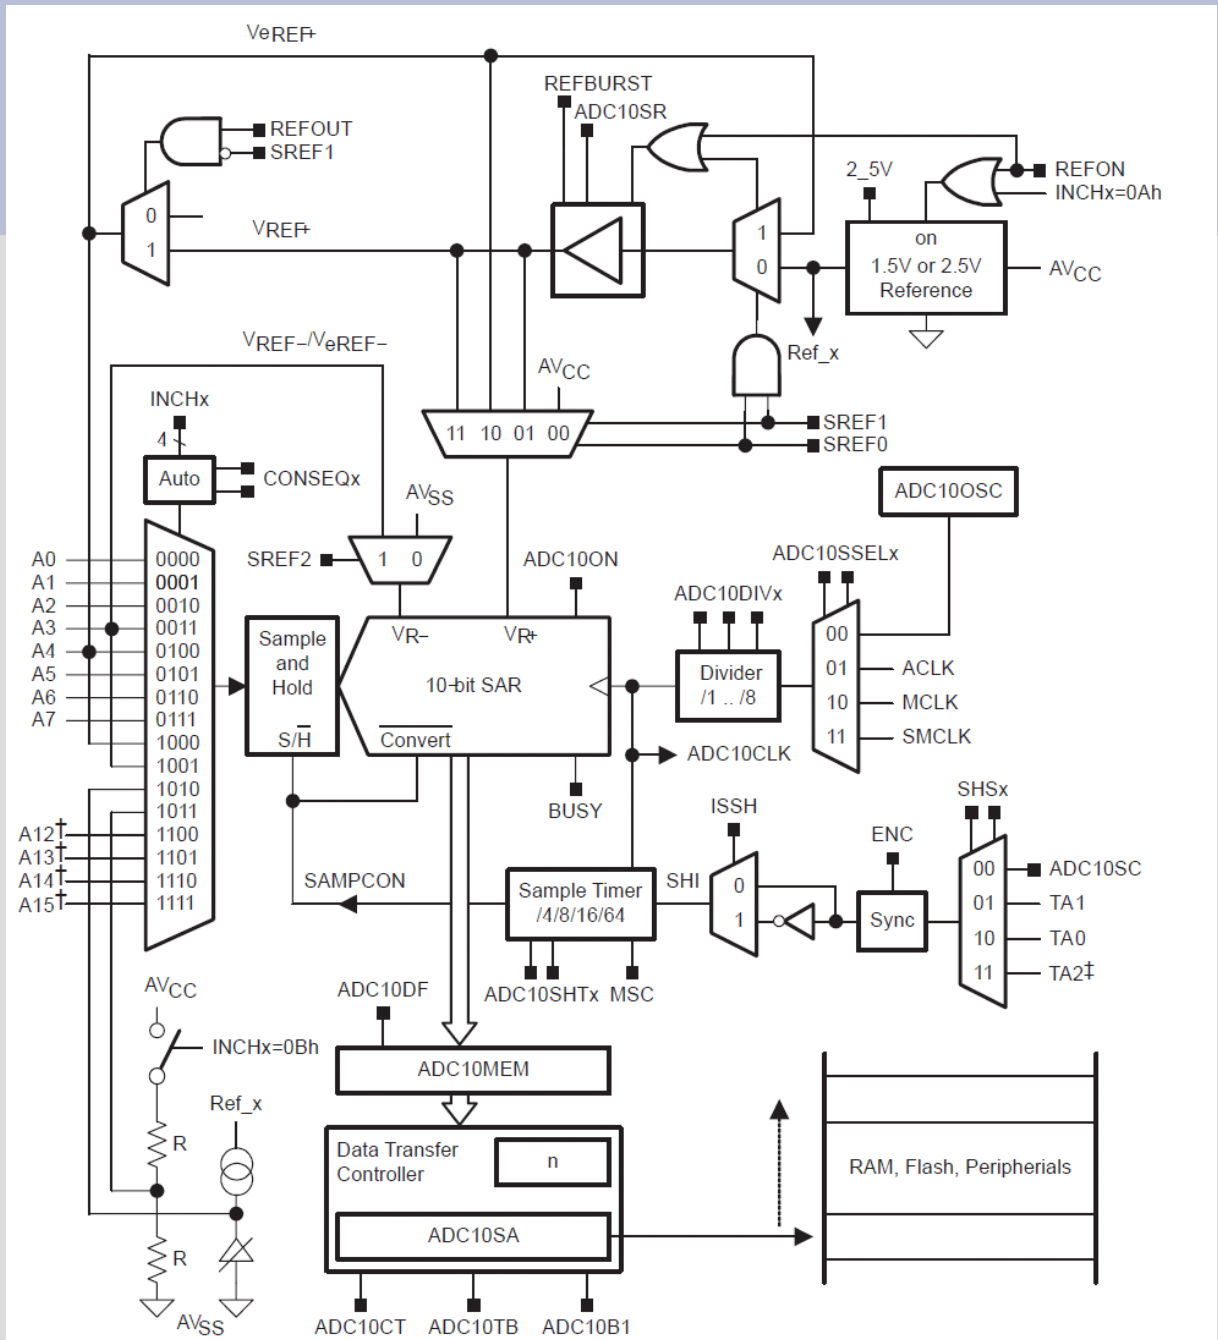 VeREF+
REFBURST
ADC10SR
REFOUT
SREF1
2_5V
REFON
INCHx=0Ah
0
1
VREF+
1
0
on
1.5V or 2.5V
Reference
AVCC
VREF−/VeREF−
Ref_x
AVCC
INCHx
4
11 10 01 00
SREF1
SREF0
Auto
CONSEQx
AVSS
ADC10OSC
SREF2
1 0
ADC10ON
ADC10SSELx
ADC10DIVx
A0
A1
A2
A3
A4
A5
A6
A7
A12†
A13†
A14†
A15†
0000
0001
0010
0011
0100
0101
0110
0111
1000
1001
1010
1011
1100
1101
1110
1111
Sample
and
Hold
S/H
VR−
VR+
10−bit SAR
Convert
Divider
/1 .. /8
00
01
10
11
ACLK
MCLK
SMCLK
ADC10CLK
BUSY
ISSH
SHSx
ENC
SAMPCON
Sample Timer
/4/8/16/64
SHI
0
1
Sync
00
01
10
11
ADC10SC
TA1
TA0
TA2‡
ADC10SHTx
MSC
AVCC
ADC10DF
INCHx=0Bh
ADC10MEM
Ref_x
R
R
AVSS
Data Transfer
Controller
n
ADC10SA
RAM, Flash, Peripherials
ADC10CT
ADC10TB
ADC10B1